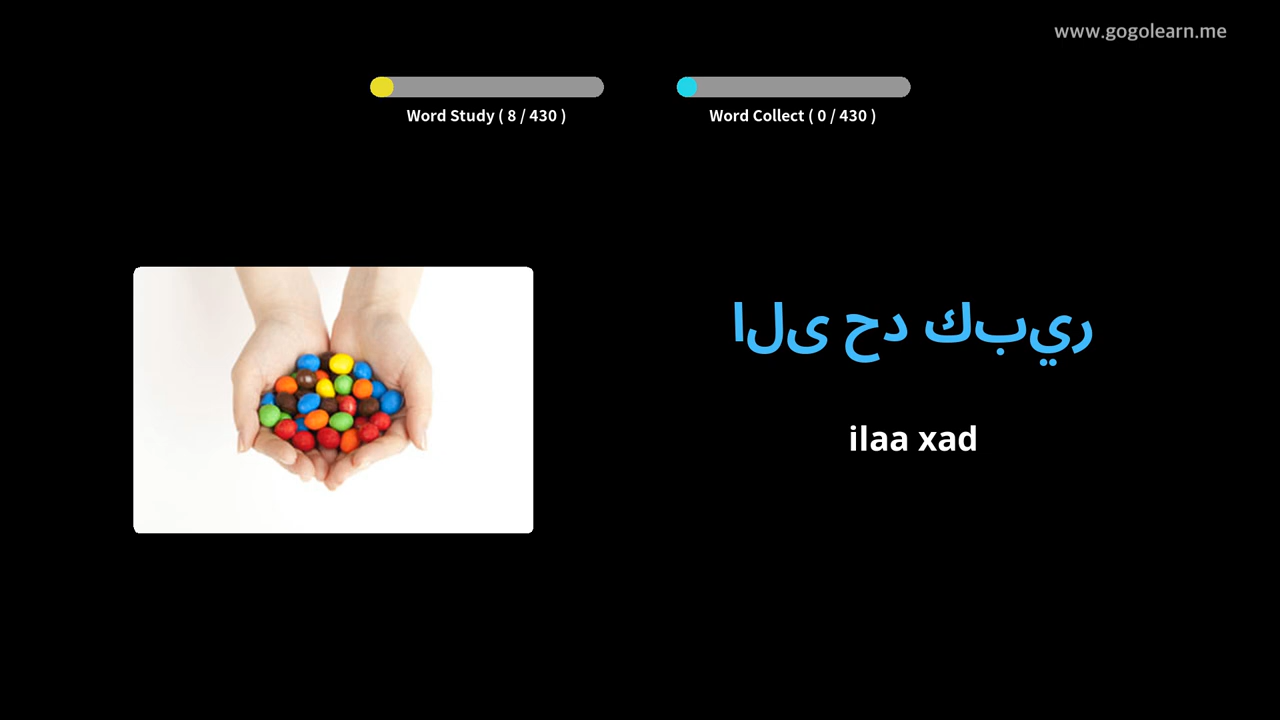 www.gogolearn.me
Word Study ( 8 / 430 )
Word Collect ( 0 / 430 )
الى حد كبير
ilaa xad